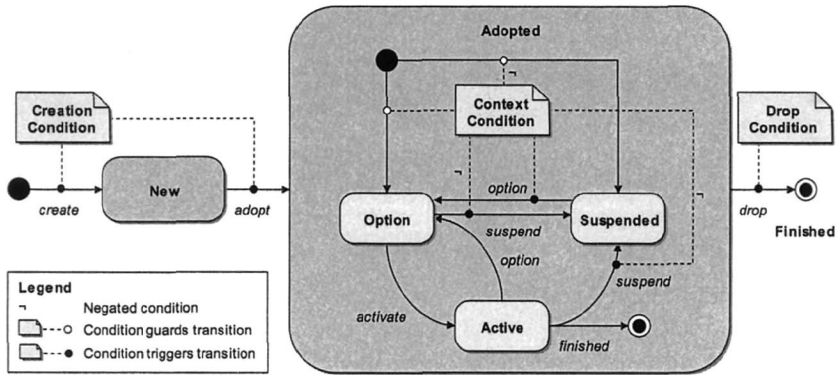 Adopted
Creation
Condition
Context
Condition
Drop
Condition
¬
New
create
adopt
¬
option
Option
suspend
Suspended
¬
drop
Finished
option
suspend
activate
Active
finished
Legend
¬ Negated condition
Condition guards transition
Condition triggers transition